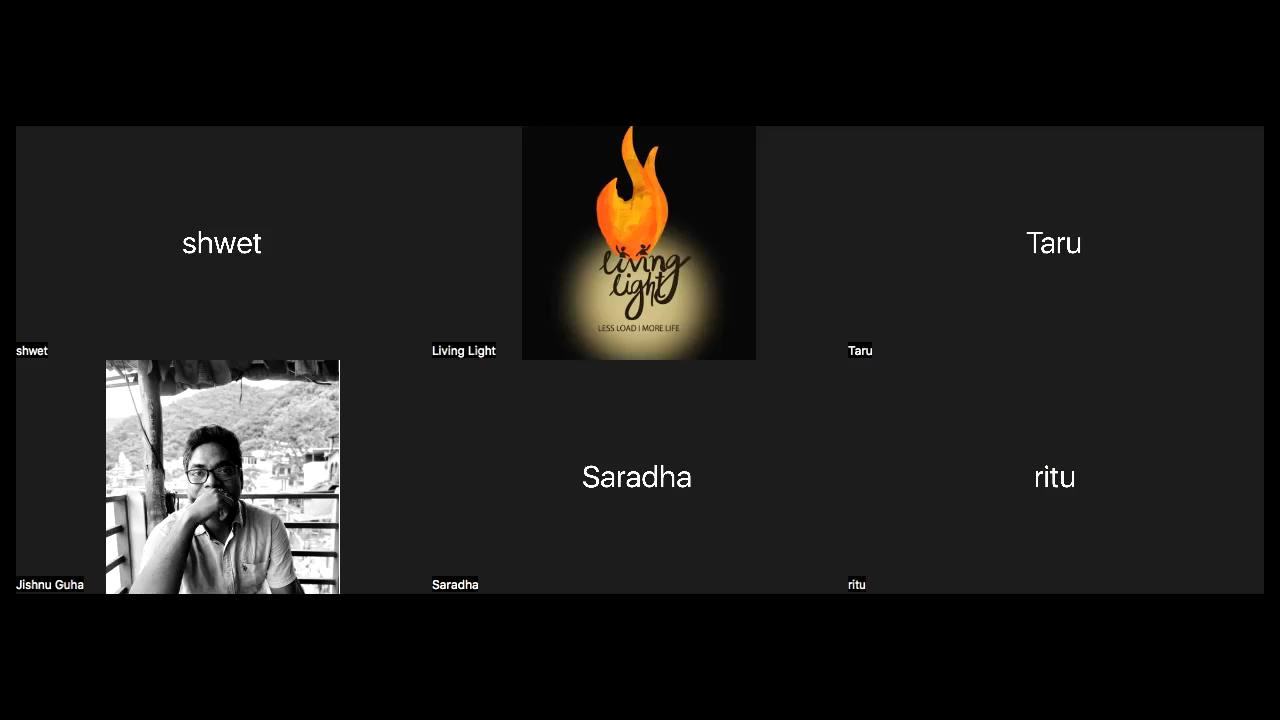 shwet
shwet
living
light
LESS LOAD | MORE LIFE
Living Light
Taru
Taru
Jishnu Guha
Saradha
Saradha
ritu
ritu